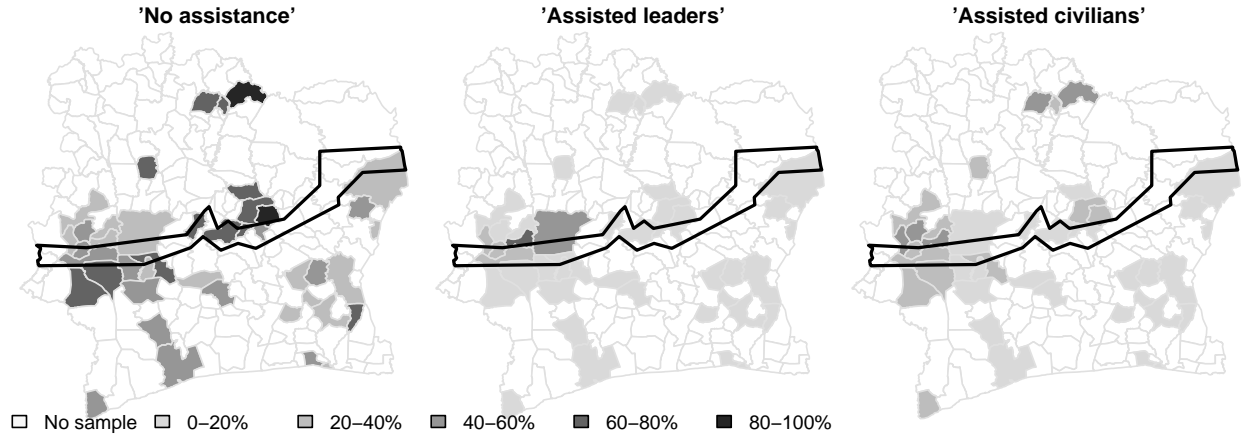 ’No assistance’ ’Assisted leaders’ ’Assisted civilians’
No sample 0−20% 20−40% 40−60% 60−80% 80−100%